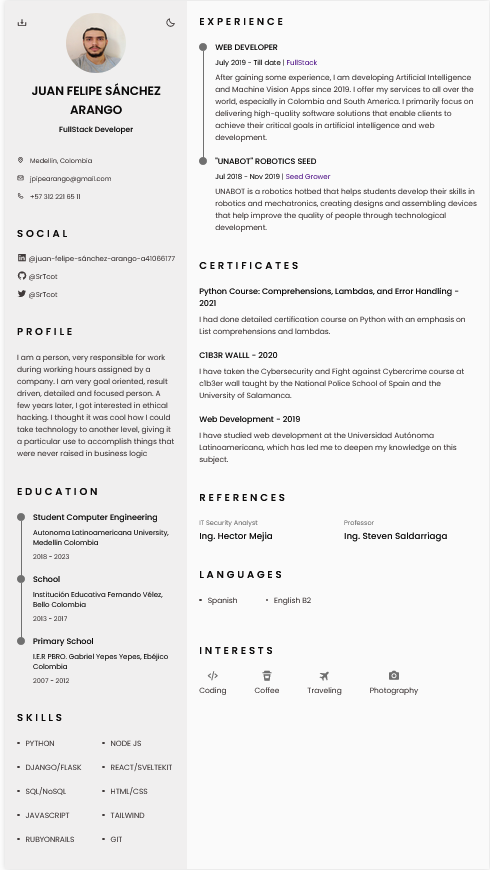 JUAN FELIPE SÁNCHEZ
ARANGO
FullStack Developer
Medellín, Colombia
jpipearango@gmail.com
+57 312 221 65 11
SOCIAL
@juan-felipe-sánchez-arango-a41066177
@SrTcot
@SrTcot
PROFILE
I am a person, very responsible for work
during working hours assigned by a
company. I am very goal oriented, result
driven, detailed and focused person. A
few years later, I got interested in ethical
hacking. I thought it was cool how I could
take technology to another level, giving it
a particular use to accomplish things that
were never raised in business logic
EDUCATION
Student Computer Engineering
Autonoma Latinoamericana University,
Medellin Colombia
2018 - 2023
School
Institución Educativa Fernando Vélez,
Bello Colombia
2013 - 2017
Primary School
I.E.R PBRO. Gabriel Yepes Yepes, Ebéjico
Colombia
2007 - 2012
SKILLS
PYTHON
NODE JS
DJANGO/FLASK
REACT/SVELTEKIT
SQL/NoSQL
HTML/CSS
JAVASCRIPT
TAILWIND
RUBYONRAILS
GIT
EXPERIENCE
WEB DEVELOPER
July 2019 - Till date | FullStack
After gaining some experience, I am developing Artificial Intelligence
and Machine Vision Apps since 2019. I offer my services to all over the
world, especially in Colombia and South America. I primarily focus on
delivering high-quality software solutions that enable clients to
achieve their critical goals in artificial intelligence and web
development.
"UNABOT" ROBOTICS SEED
Jul 2018 - Nov 2019 | Seed Grower
UNABOT is a robotics hotbed that helps students develop their skills in
robotics and mechatronics, creating designs and assembling devices
that help improve the quality of people through technological
development.
CERTIFICATES
Python Course: Comprehensions, Lambdas, and Error Handling -
2021
I had done detailed certification course on Python with an emphasis on
List comprehensions and lambdas.
C1B3R WALLL - 2020
I have taken the Cybersecurity and Fight against Cybercrime course at
c1b3er wall taught by the National Police School of Spain and the
University of Salamanca.
Web Development - 2019
I have studied web development at the Universidad Autónoma
Latinoamericana, which has led me to deepen my knowledge on this
subject.
REFERENCES
IT Security Analyst
Ing. Hector Mejía
Professor
Ing. Steven Saldarriaga
LANGUAGES
Spanish
English B2
INTERESTS
Coding
Coffee
Traveling
Photography